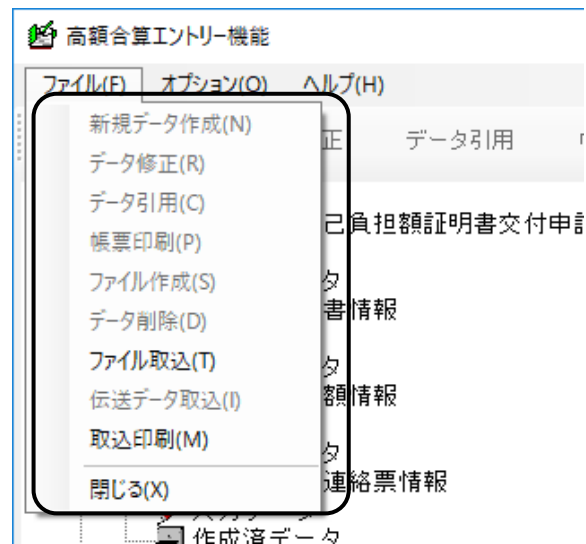 高額合算エントリー機能
ファイル(F) オプション(O) ヘルプ(H)
新規データ作成(N)
正 データ引用
データ修正(R)
データ引用(C)
己負担額証明書交付申請
帳票印刷(P)
ファイル作成(S)
タ
書情報
データ削除(D)
ファイル取込(T)
タ
額情報
伝送データ取込(I)
取込印刷(M)
タ
連絡票情報
閉じる(X)
作成済データ